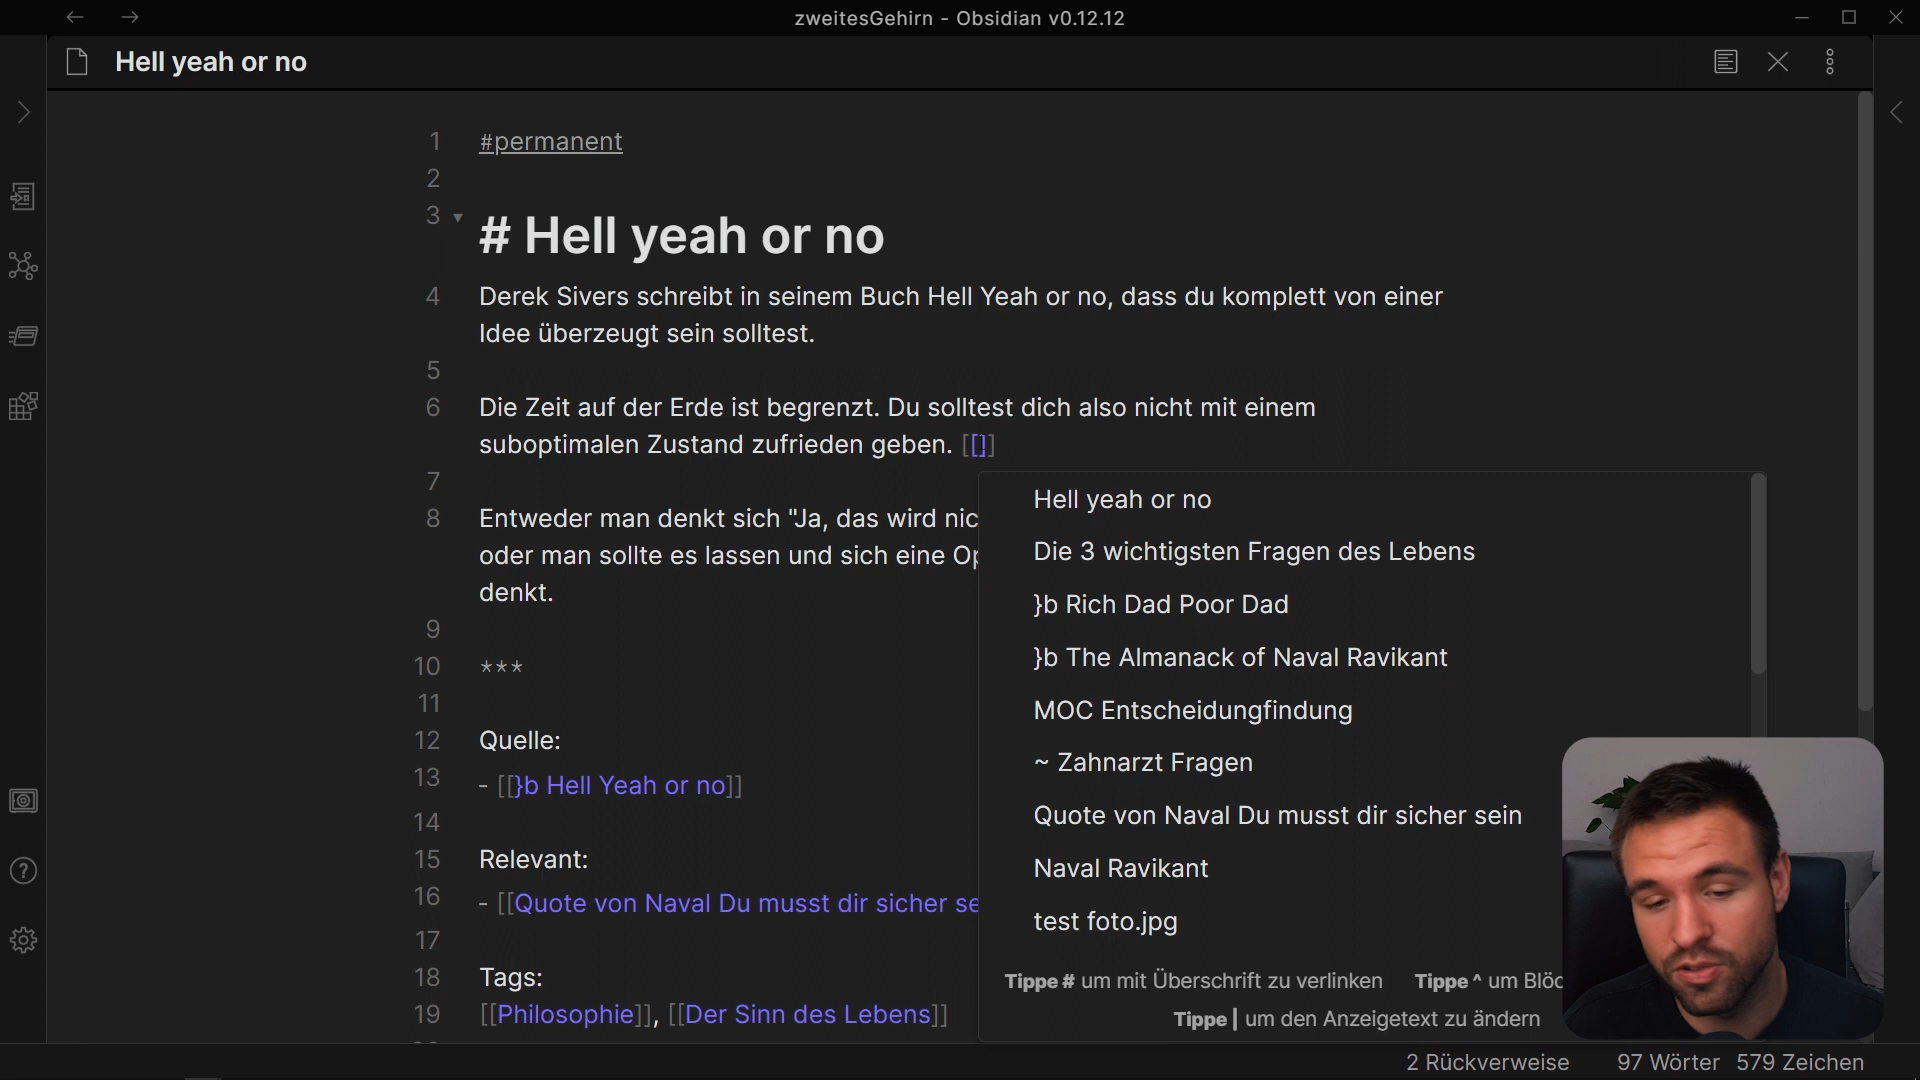 zweitesGehirn - Obsidian v0.12.12
Hell yeah or no
1 #permanent
2
3 # Hell yeah or no
4 Derek Sivers schreibt in seinem Buch Hell Yeah or no, dass du komplett von einer
Idee überzeugt sein solltest.
5
6 Die Zeit auf der Erde ist begrenzt. Du solltest dich also nicht mit einem
suboptimalen Zustand zufrieden geben. [[]]
7
8 Entweder man denkt sich "Ja, das wird nic
oder man sollte es lassen und sich eine Op
denkt.
9
10 ***
11
12 Quelle:
13 - [[}b Hell Yeah or no]]
14
15 Relevant:
16 - [[Quote von Naval Du musst dir sicher se
17
18 Tags:
19 [[Philosophie]], [[Der Sinn des Lebens]]
Hell yeah or no
Die 3 wichtigsten Fragen des Lebens
}b Rich Dad Poor Dad
}b The Almanack of Naval Ravikant
MOC Entscheidungfindung
~ Zahnarzt Fragen
Quote von Naval Du musst dir sicher sein
Naval Ravikant
test foto.jpg
Tippe # um mit Überschrift zu verlinken Tippe ^ um Blöc
Tippe | um den Anzeigetext zu ändern
2 Rückverweise 97 Wörter 579 Zeichen